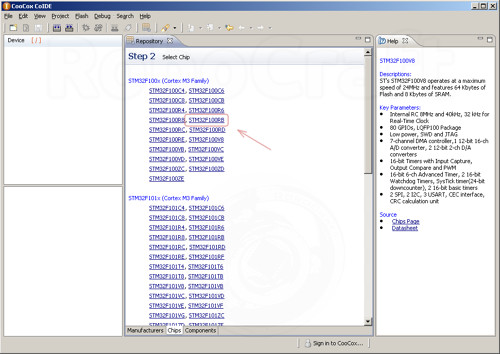 CooCox CoIDE
File Edit View Project Flash Debug Search Help
Device [ / ]
Repository
Step 2 Select Chip
STM32F100x (Cortex M3 Family)
STM32F100C4, STM32F100C6
STM32F100C8, STM32F100CB
STM32F100R4, STM32F100R6
STM32F100R8, STM32F100RB
STM32F100RC, STM32F100RD
STM32F100RE, STM32F100V8
STM32F100VB, STM32F100VC
STM32F100VD, STM32F100VE
STM32F100ZC, STM32F100ZD
STM32F100ZE
STM32F101x (Cortex M3 Family)
STM32F101C4, STM32F101C6
STM32F101C8, STM32F101CB
STM32F101R4, STM32F101R6
STM32F101R8, STM32F101RB
STM32F101RC, STM32F101RD
STM32F101RE, STM32F101RF
STM32F101T4, STM32F101T6
STM32F101T8, STM32F101TB
STM32F101V8, STM32F101VB
STM32F101VC, STM32F101VD
STM32F101VE, STM32F101VF
STM32F101VG, STM32F101ZC
Manufacturers Chips Components
Help
STM32F100V8
Descriptions:
ST's STM32F100V8 operates at a maximum
speed of 24MHz and features 64 Kbytes of
Flash and 8 Kbytes of SRAM.
Key Parameters:
Internal RC 8MHz and 40kHz, 32 kHz for
Real-Time Clock
80 GPIOs, LQFP100 Package
Low power, SWD and JTAG
7-channel DMA controller,1 12-bit 16-ch
A/D converter, 2 12-bit 2-ch D/A
converters
16-bit Timers with Input Capture,
Output Compare and PWM
16-bit 6-ch Advanced Timer, 2 16-bit
Watchdog Timers, SysTick timer(24-bit
downcounter), 2 16-bit basic timers
2 SPI, 2 I2C, 3 USART, CEC interface,
CRC calculation unit
Source
Chips Page
Datasheet
Sign in to CooCox...